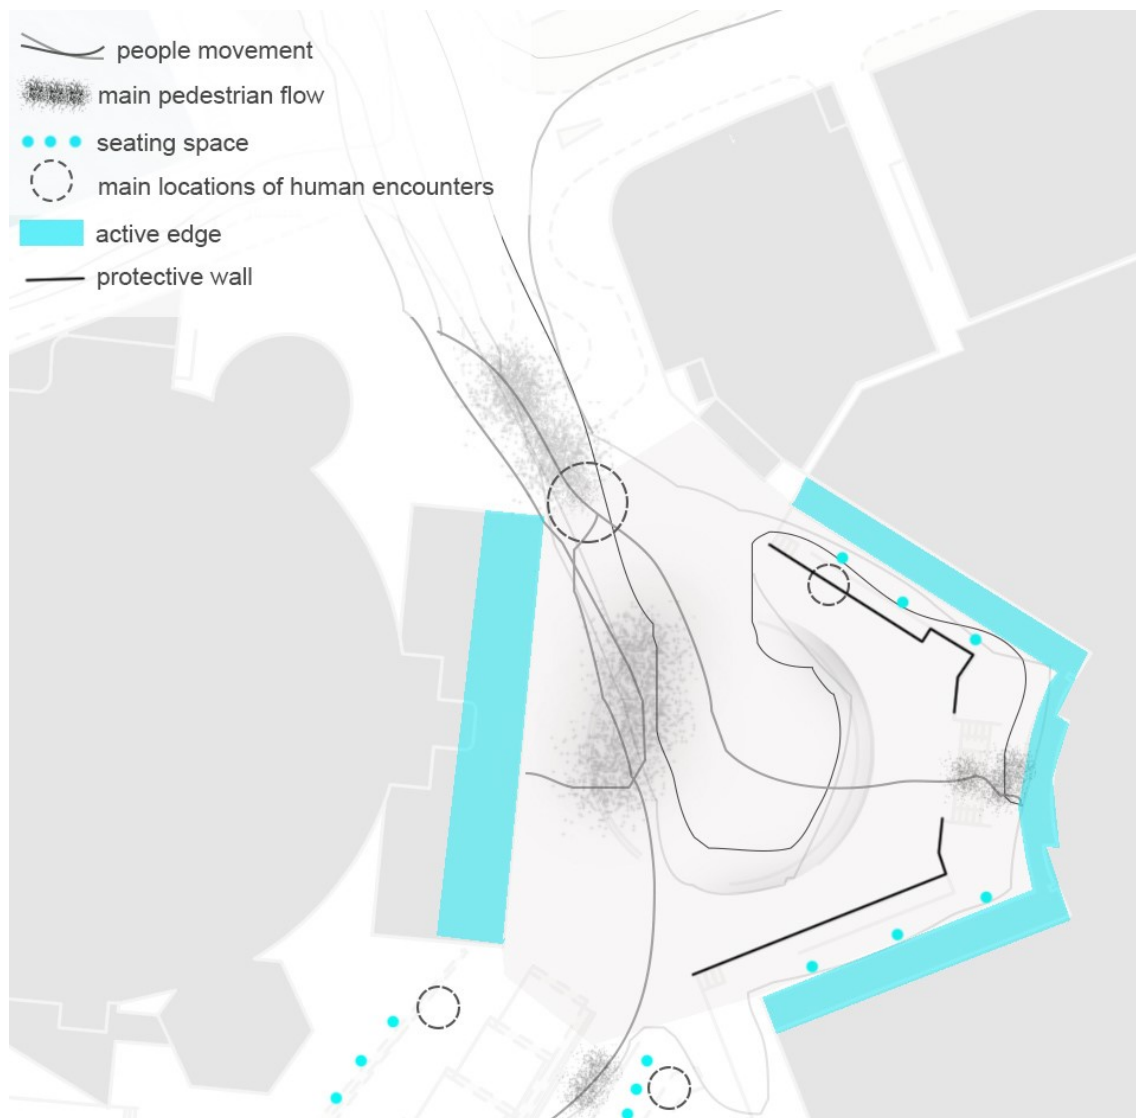 people movement
main pedestrian flow
seating space
main locations of human encounters
active edge
protective wall